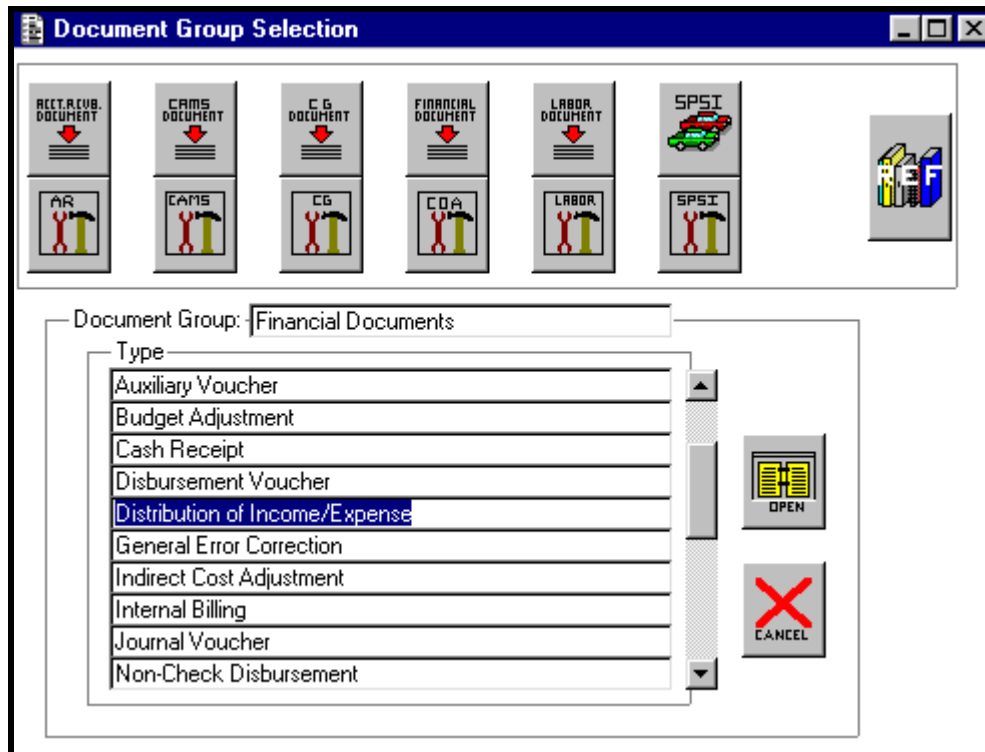 Document Group Selection
ACCT.RCVB. DOCUMENT
CAMS DOCUMENT
CG DOCUMENT
FINANCIAL DOCUMENT
LABOR DOCUMENT
SPSI
REF
AR
CAMS
CG
COA
LABOR
SPSI
Document Group: Financial Documents
Type
Auxiliary Voucher
Budget Adjustment
Cash Receipt
Disbursement Voucher
Distribution of Income/Expense
General Error Correction
Indirect Cost Adjustment
Internal Billing
Journal Voucher
Non-Check Disbursement
OPEN
CANCEL